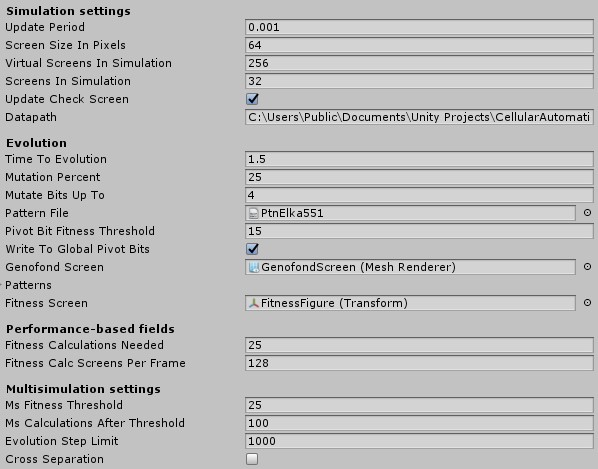 Simulation settings
Update Period 0.001
Screen Size In Pixels 64
Virtual Screens In Simulation 256
Screens In Simulation 32
Update Check Screen
Datapath C:\Users\Public\Documents\Unity Projects\CellularAutomati
Evolution
Time To Evolution 1.5
Mutation Percent 25
Mutate Bits Up To 4
Pattern File PtnElka551
Pivot Bit Fitness Threshold 15
Write To Global Pivot Bits
Genofond Screen GenofondScreen (Mesh Renderer)
Patterns
Fitness Screen FitnessFigure (Transform)
Performance-based fields
Fitness Calculations Needed 25
Fitness Calc Screens Per Frame 128
Multisimulation settings
Ms Fitness Threshold 25
Ms Calculations After Threshold 100
Evolution Step Limit 1000
Cross Separation